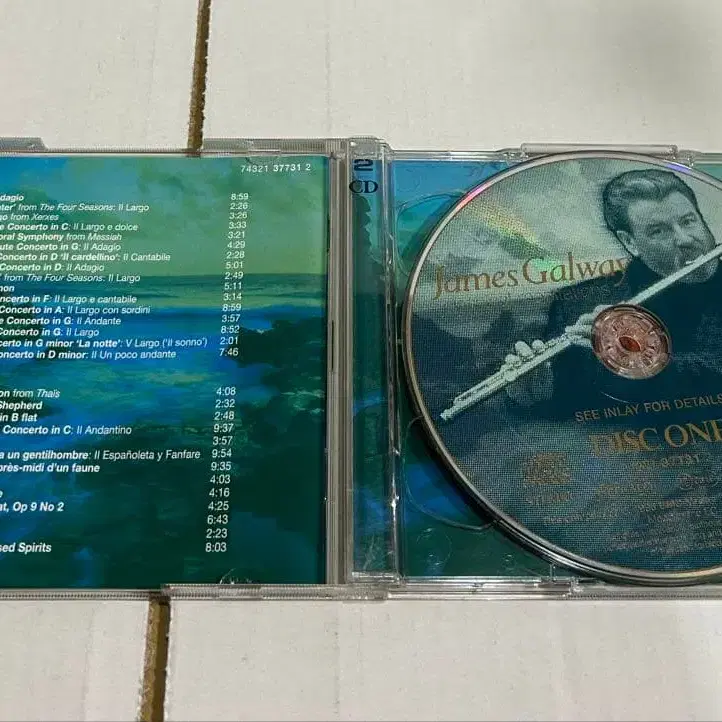 74321 37731 2
Adagio 8:59
nter' from The Four Seasons: II Largo 2:26
go from Xerxes 3:26
e Concerto in C: II Largo e dolce 3:33
oral Symphony from Messiah 3:21
ute Concerto in G: II Adagio 4:29
Concerto in D 'Il cardellino': II Cantabile 2:28
Concerto in D: II Adagio 5:01
' from The Four Seasons: II Largo 2:49
non 5:11
oncerto in F: II Largo e cantabile 3:14
Concerto in A: II Largo con sordini 8:59
e Concerto in G: II Andante 3:57
Concerto in G: II Largo 8:52
certo in G minor 'La notte': V Largo ('Il sonno') 2:01
oncerto in D minor: II Un poco andante 7:46
on from Thaïs 4:08
Shepherd 2:32
in B flat 2:48
Concerto in C: II Andantino 9:37
3:57
a un gentilhombre: II Españoleta y Fanfare 9:54
près-midi d'un faune 9:35
4:03
e 4:16
at, Op 9 No 2 4:25
6:43
2:23
sed Spirits 8:03
2
CD
James Galway
SEE INLAY FOR DETAILS
DISC ONE